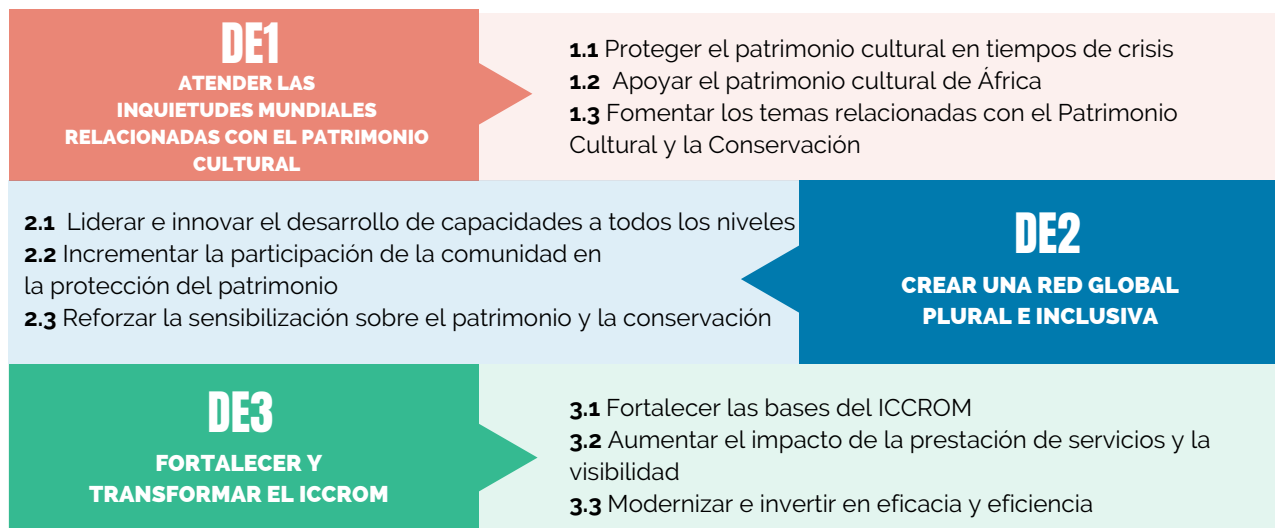 DE1
ATENDER LAS
INQUIETUDES MUNDIALES
RELACIONADAS CON EL PATRIMONIO
CULTURAL
1.1 Proteger el patrimonio cultural en tiempos de crisis
1.2 Apoyar el patrimonio cultural de África
1.3 Fomentar los temas relacionadas con el Patrimonio
Cultural y la Conservación
2.1 Liderar e innovar el desarrollo de capacidades a todos los niveles
2.2 Incrementar la participación de la comunidad en
la protección del patrimonio
2.3 Reforzar la sensibilización sobre el patrimonio y la conservación
DE2
CREAR UNA RED GLOBAL
PLURAL E INCLUSIVA
DE3
FORTALECER Y
TRANSFORMAR EL ICCROM
3.1 Fortalecer las bases del ICCROM
3.2 Aumentar el impacto de la prestación de servicios y la
visibilidad
3.3 Modernizar e invertir en eficacia y eficiencia